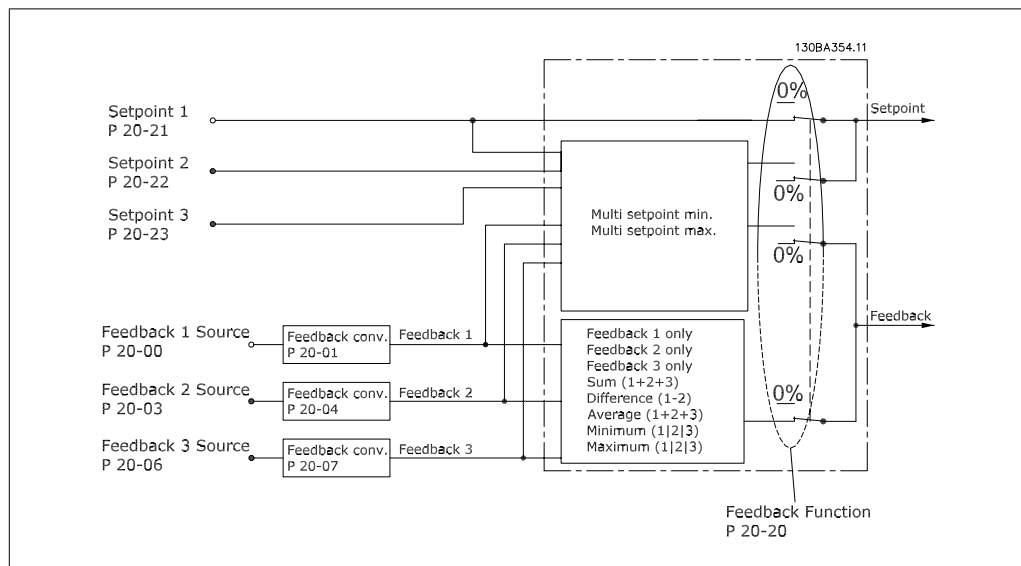 130BA354.11
Setpoint 1
P 20-21
Setpoint 2
P 20-22
Setpoint 3
P 20-23
0%
Setpoint
0%
Multi setpoint min.
Multi setpoint max.
0%
Feedback
Feedback 1 Source
P 20-00
Feedback conv.
P 20-01
Feedback 1
Feedback 2 Source
P 20-03
Feedback conv.
P 20-04
Feedback 2
Feedback 3 Source
P 20-06
Feedback conv.
P 20-07
Feedback 3
Feedback 1 only
Feedback 2 only
Feedback 3 only
Sum (1+2+3)
Difference (1-2)
Average (1+2+3)
Minimum (1|2|3)
Maximum (1|2|3)
0%
Feedback Function
P 20-20